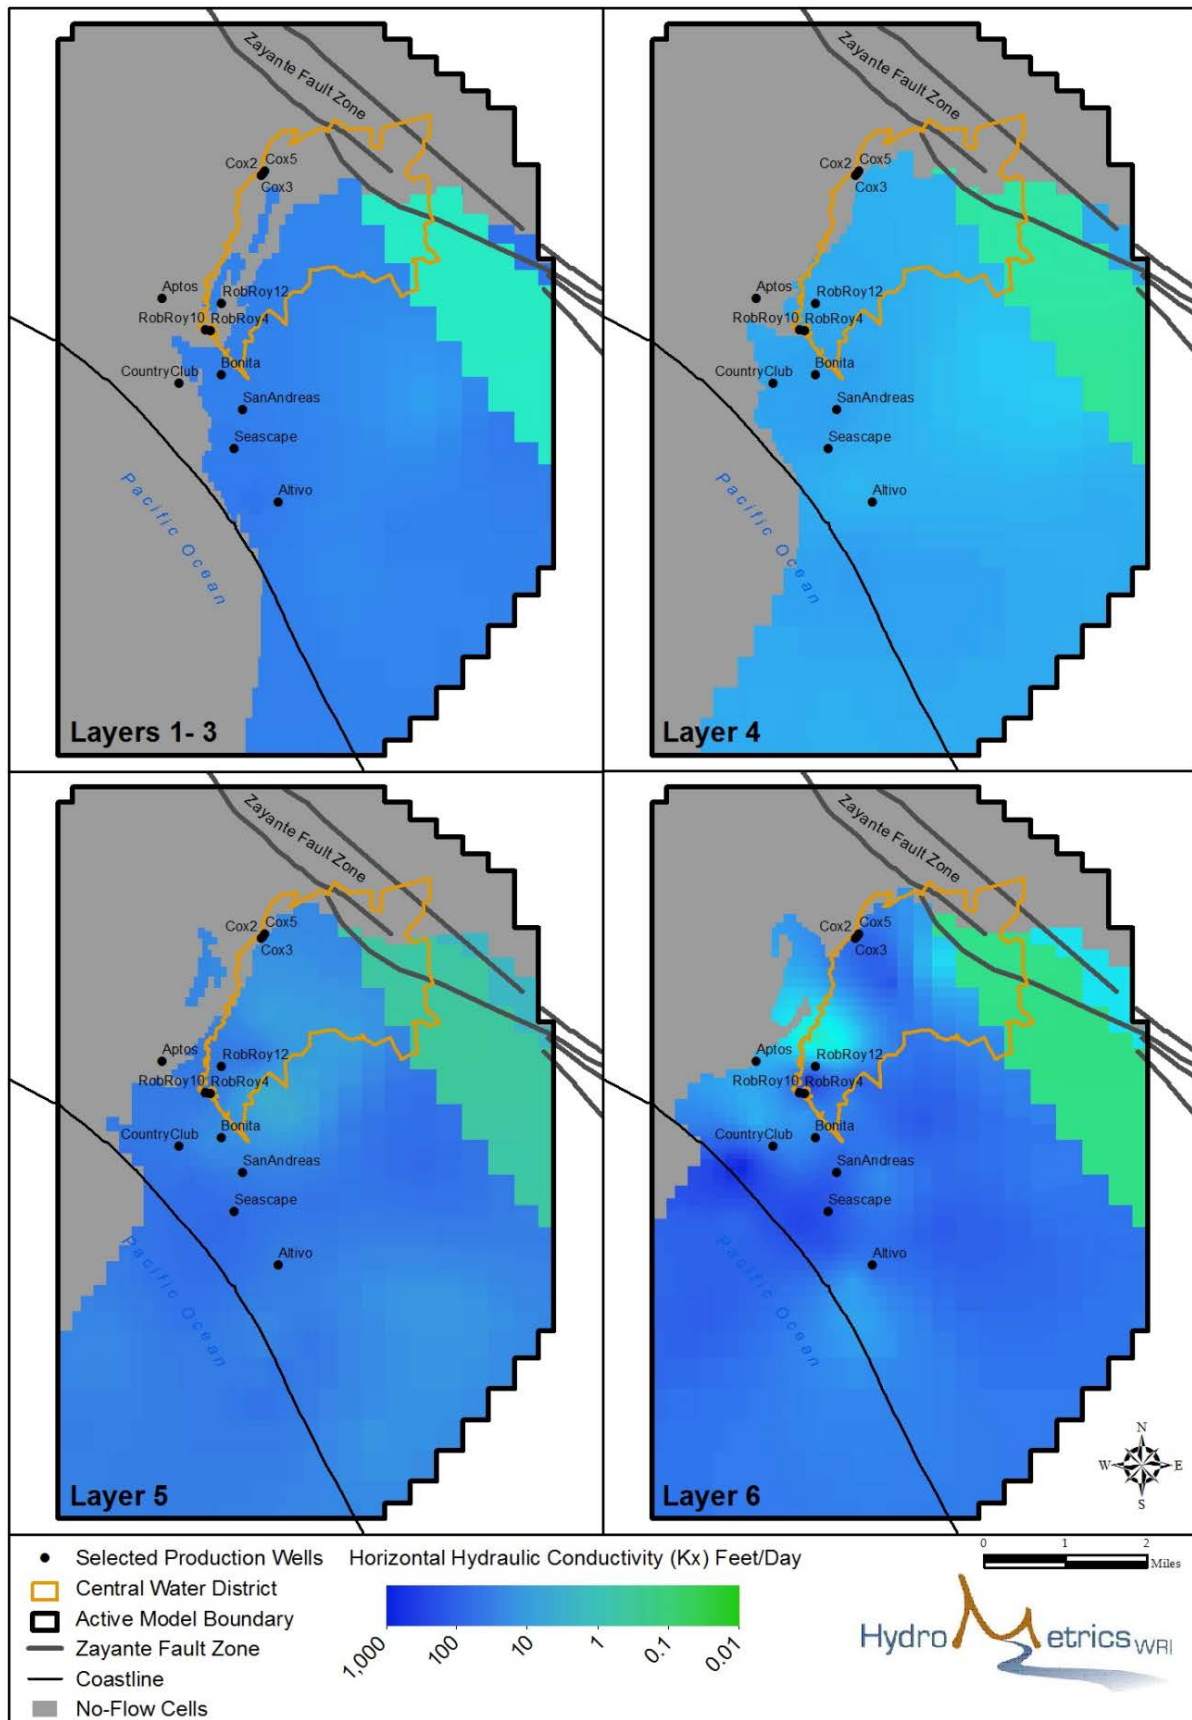 Zayante Fault Zone
Cox2
Cox5
Cox3
Aptos
RobRoy12
RobRoy10
RobRoy4
Bonita
CountryClub
SanAndreas
Seascape
Altivo
Pacific Ocean
Layers 1- 3
Zayante Fault Zone
Cox2
Cox5
Cox3
Aptos
RobRoy12
RobRoy10
RobRoy4
Bonita
CountryClub
SanAndreas
Seascape
Altivo
Pacific Ocean
Layer 4
Zayante Fault Zone
Cox2
Cox5
Cox3
Aptos
RobRoy12
RobRoy10
RobRoy4
Bonita
CountryClub
SanAndreas
Seascape
Altivo
Pacific Ocean
Layer 5
Zayante Fault Zone
Cox2
Cox5
Cox3
Aptos
RobRoy12
RobRoy10
RobRoy4
Bonita
CountryClub
SanAndreas
Seascape
Altivo
Pacific Ocean
Layer 6
N
W
E
S
Selected Production Wells
Central Water District
Active Model Boundary
Zayante Fault Zone
Coastline
No-Flow Cells
Horizontal Hydraulic Conductivity (Kx) Feet/Day
1,000
100
10
1
0.1
0.01
0 1 2
Miles
HydroMetrics WRI